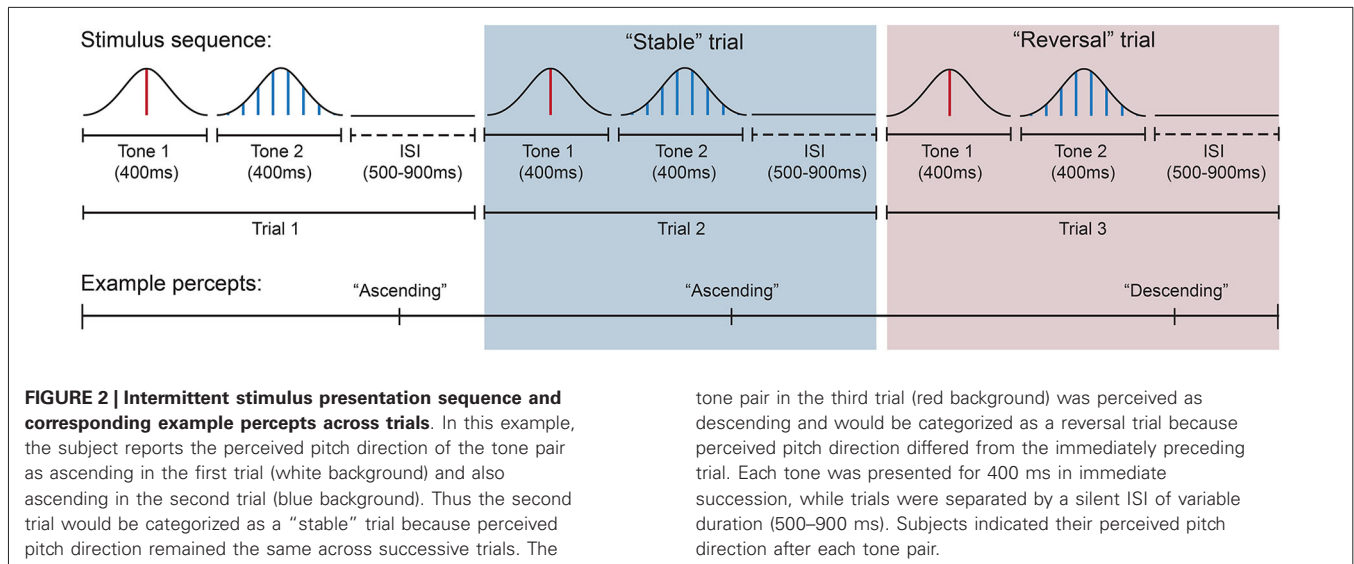 Stimulus sequence:
“Stable” trial
“Reversal” trial
Tone 1
(400ms)
Tone 2
(400ms)
ISI
(500-900ms)
Tone 1
(400ms)
Tone 2
(400ms)
ISI
(500-900ms)
Tone 1
(400ms)
Tone 2
(400ms)
ISI
(500-900ms)
Trial 1
Trial 2
Trial 3
Example percepts:
“Ascending”
“Ascending”
“Descending”
FIGURE 2 | Intermittent stimulus presentation sequence and
corresponding example percepts across trials. In this example,
the subject reports the perceived pitch direction of the tone pair
as ascending in the first trial (white background) and also
ascending in the second trial (blue background). Thus the second
trial would be categorized as a “stable” trial because perceived
pitch direction remained the same across successive trials. The
tone pair in the third trial (red background) was perceived as
descending and would be categorized as a reversal trial because
perceived pitch direction differed from the immediately preceding
trial. Each tone was presented for 400 ms in immediate
succession, while trials were separated by a silent ISI of variable
duration (500–900 ms). Subjects indicated their perceived pitch
direction after each tone pair.